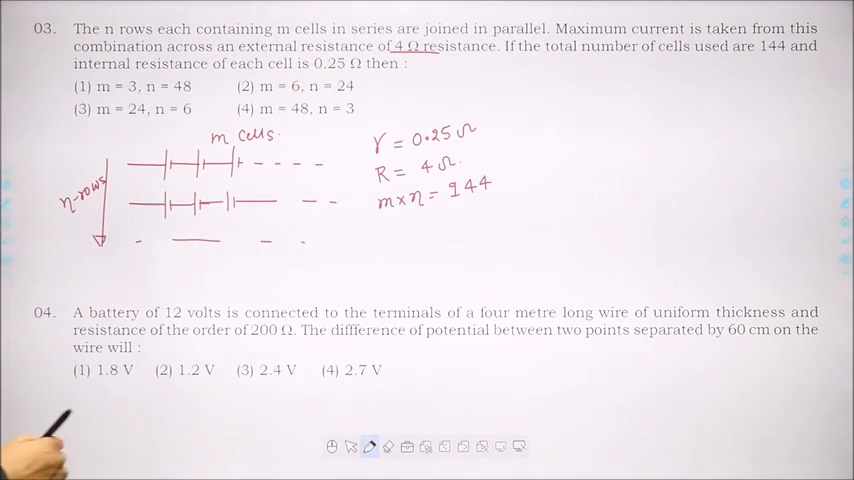 03. The n rows each containing m cells in series are joined in parallel. Maximum current is taken from this
combination across an external resistance of 4 Ω resistance. If the total number of cells used are 144 and
internal resistance of each cell is 0.25 Ω then :
(1) m = 3, n = 48 (2) m = 6, n = 24
(3) m = 24, n = 6 (4) m = 48, n = 3
m cells.
n-rows
r = 0.25 Ω
R = 4 Ω.
m × n = 144
04. A battery of 12 volts is connected to the terminals of a four metre long wire of uniform thickness and
resistance of the order of 200 Ω. The diffference of potential between two points separated by 60 cm on the
wire will :
(1) 1.8 V (2) 1.2 V (3) 2.4 V (4) 2.7 V